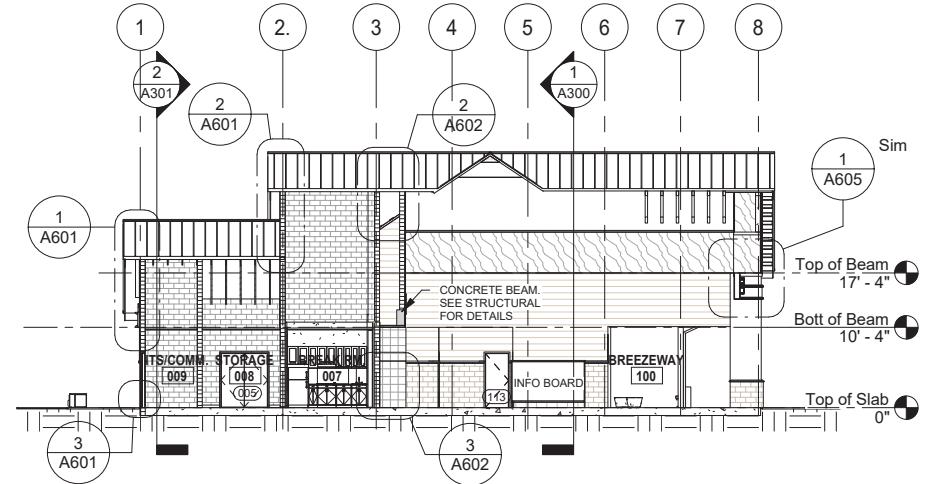 1
2.
3
4
5
6
7
8
2
A301
1
A300
2
A601
2
A602
1
A605
Sim
1
A601
Top of Beam
17' - 4"
CONCRETE BEAM.
SEE STRUCTURAL
FOR DETAILS
Bott of Beam
10' - 4"
ITS/COMM.
009
STORAGE
008
005
BREAK RM.
007
113
INFO BOARD
BREEZEWAY
100
Top of Slab
0"
3
A601
3
A602